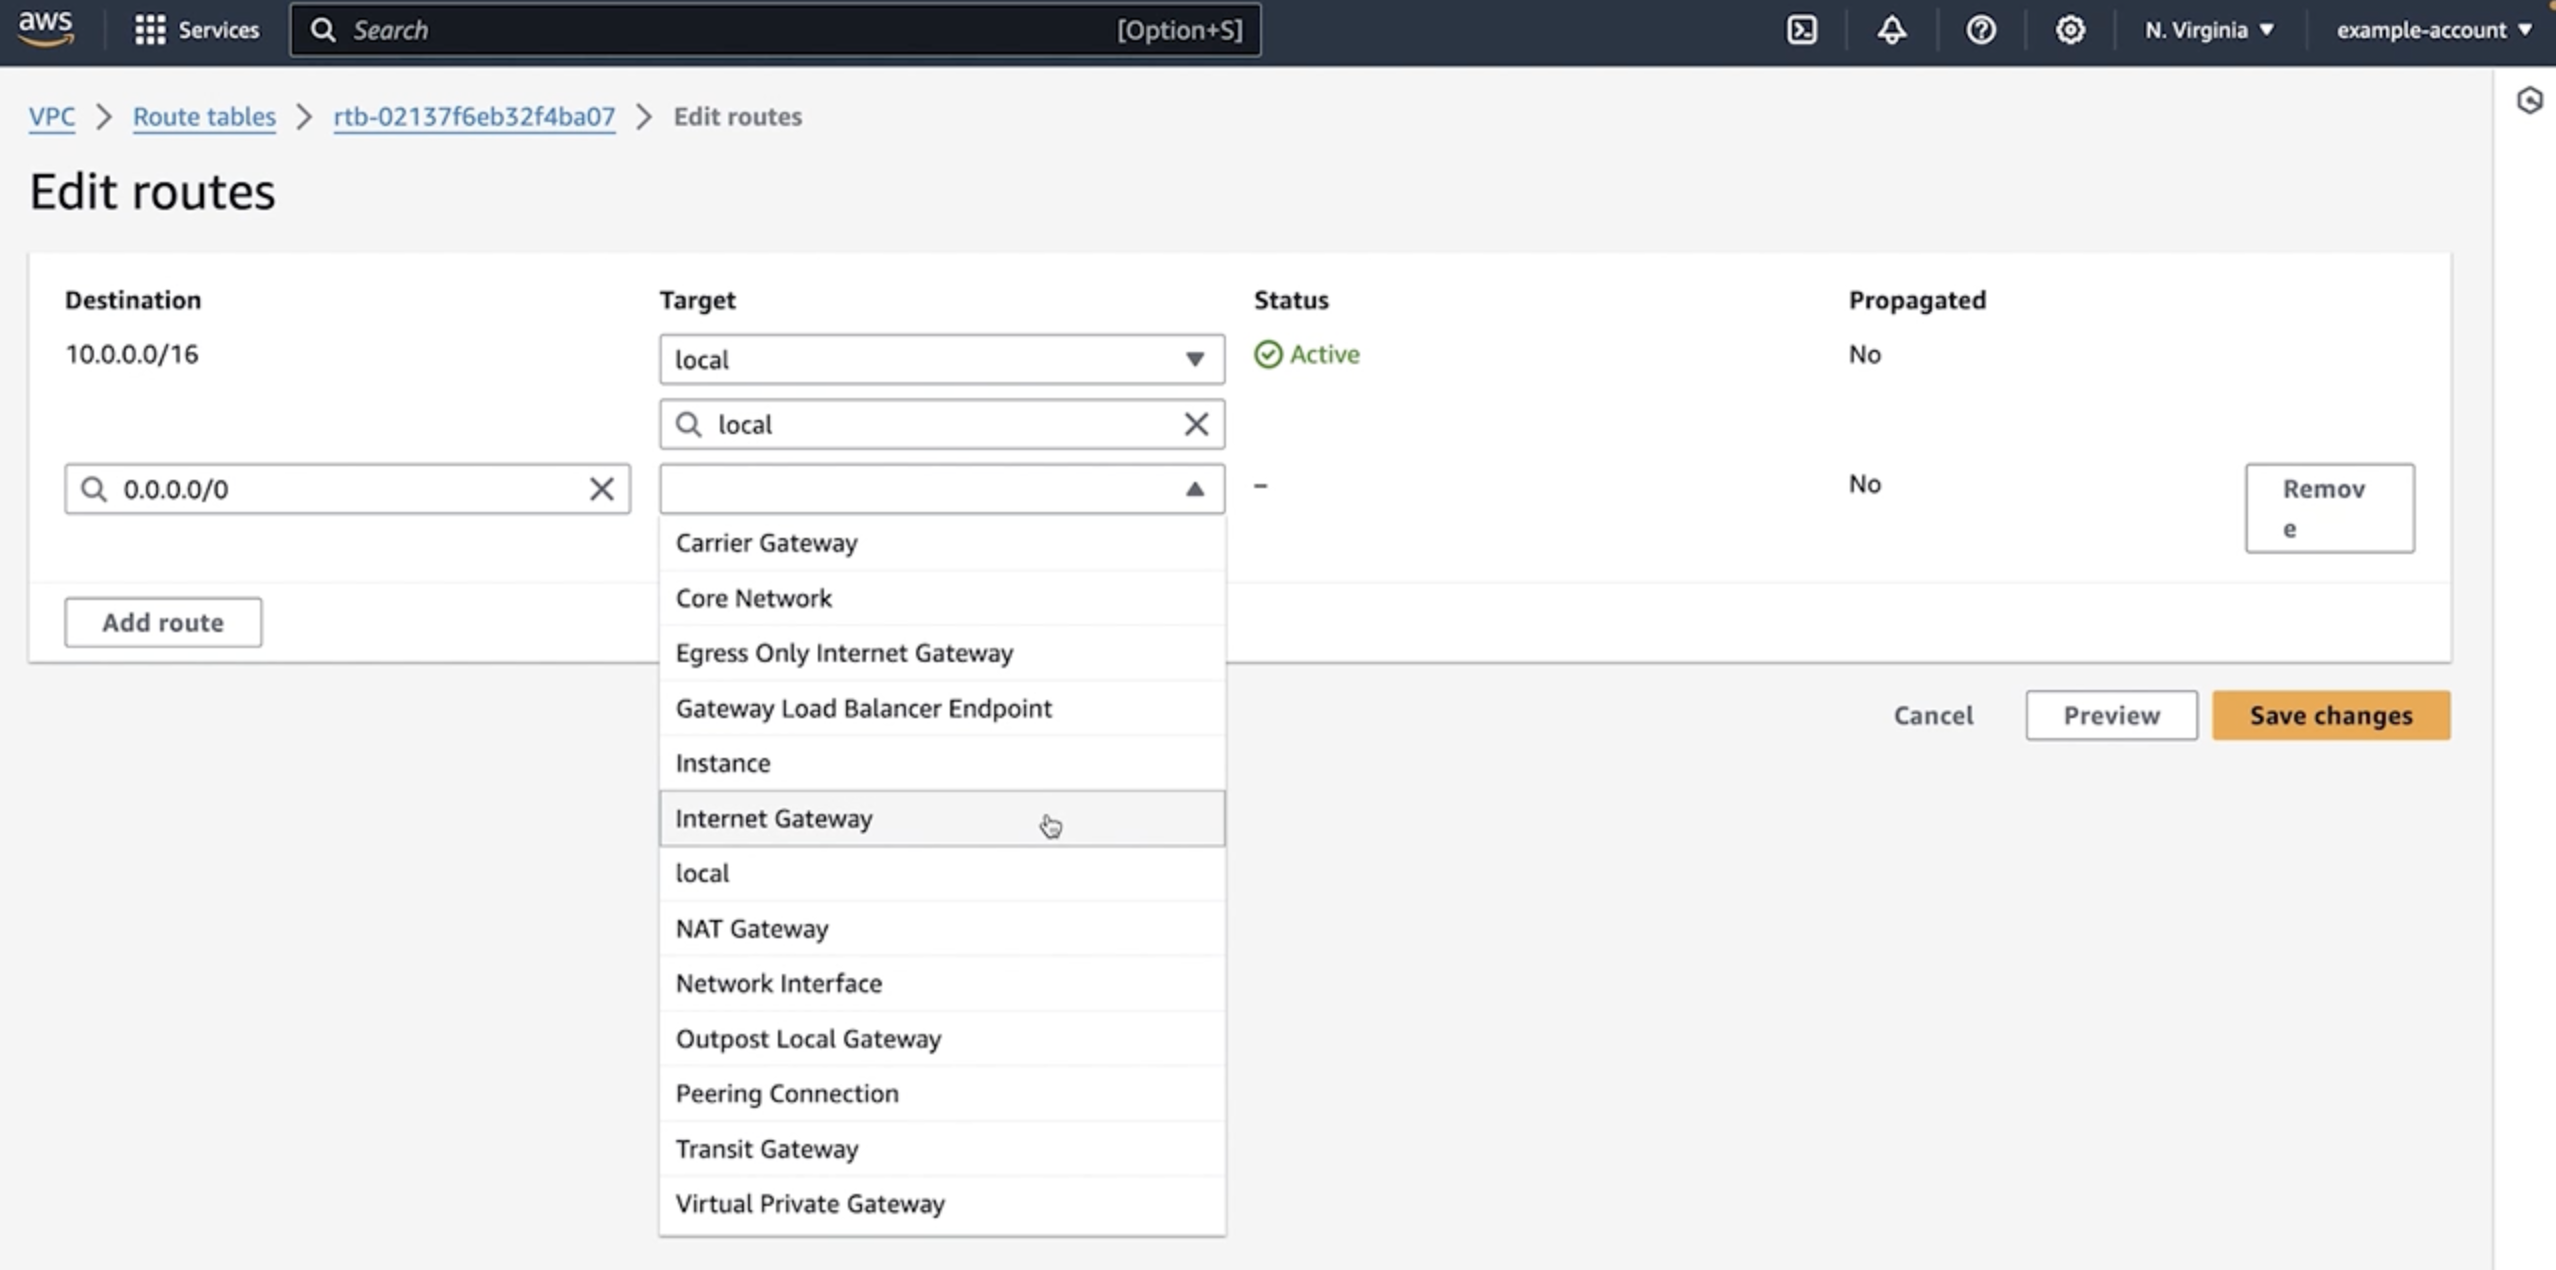 aws
Services
Search
[Option+S]
N. Virginia
example-account
VPC
Route tables
rtb-02137f6eb32f4ba07
Edit routes
Edit routes
Destination
Target
Status
Propagated
10.0.0.0/16
local
Active
No
local
0.0.0.0/0
–
No
Remov
e
Carrier Gateway
Core Network
Egress Only Internet Gateway
Gateway Load Balancer Endpoint
Instance
Internet Gateway
local
NAT Gateway
Network Interface
Outpost Local Gateway
Peering Connection
Transit Gateway
Virtual Private Gateway
Add route
Cancel
Preview
Save changes